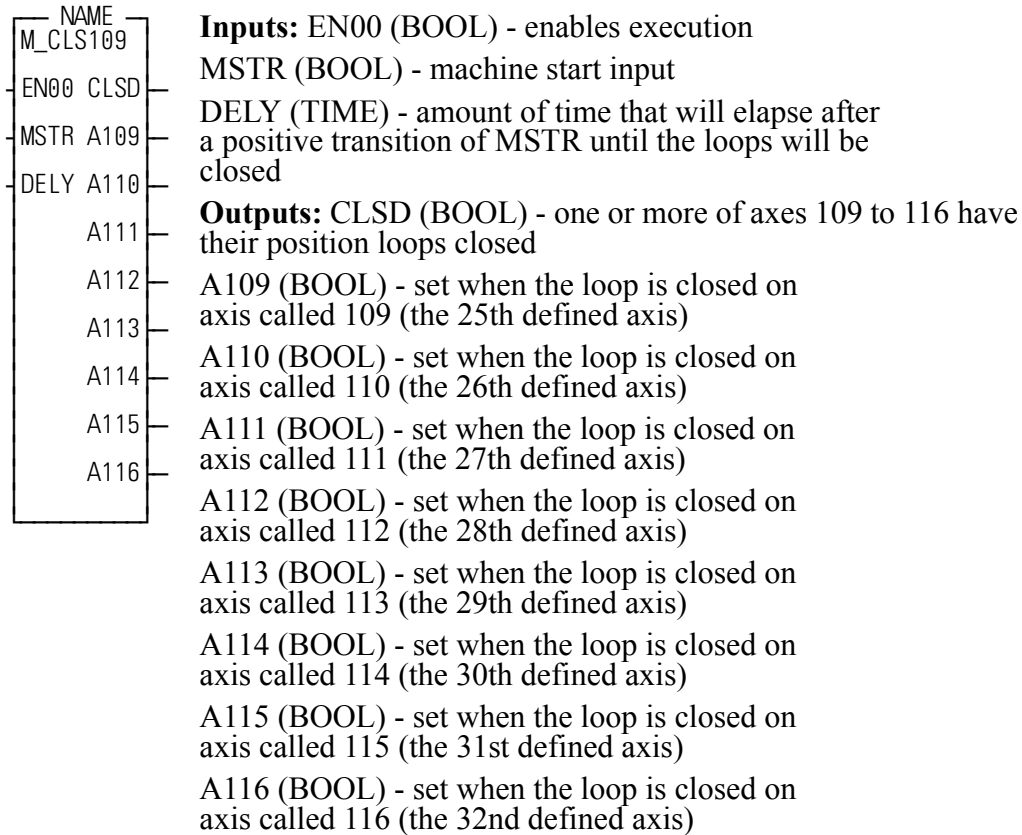 NAME
M_CLS109
EN00 CLSD
MSTR A109
DELY A110
A111
A112
A113
A114
A115
A116
Inputs: EN00 (BOOL) - enables execution
MSTR (BOOL) - machine start input
DELY (TIME) - amount of time that will elapse after
a positive transition of MSTR until the loops will be
closed
Outputs: CLSD (BOOL) - one or more of axes 109 to 116 have
their position loops closed
A109 (BOOL) - set when the loop is closed on
axis called 109 (the 25th defined axis)
A110 (BOOL) - set when the loop is closed on
axis called 110 (the 26th defined axis)
A111 (BOOL) - set when the loop is closed on
axis called 111 (the 27th defined axis)
A112 (BOOL) - set when the loop is closed on
axis called 112 (the 28th defined axis)
A113 (BOOL) - set when the loop is closed on
axis called 113 (the 29th defined axis)
A114 (BOOL) - set when the loop is closed on
axis called 114 (the 30th defined axis)
A115 (BOOL) - set when the loop is closed on
axis called 115 (the 31st defined axis)
A116 (BOOL) - set when the loop is closed on
axis called 116 (the 32nd defined axis)